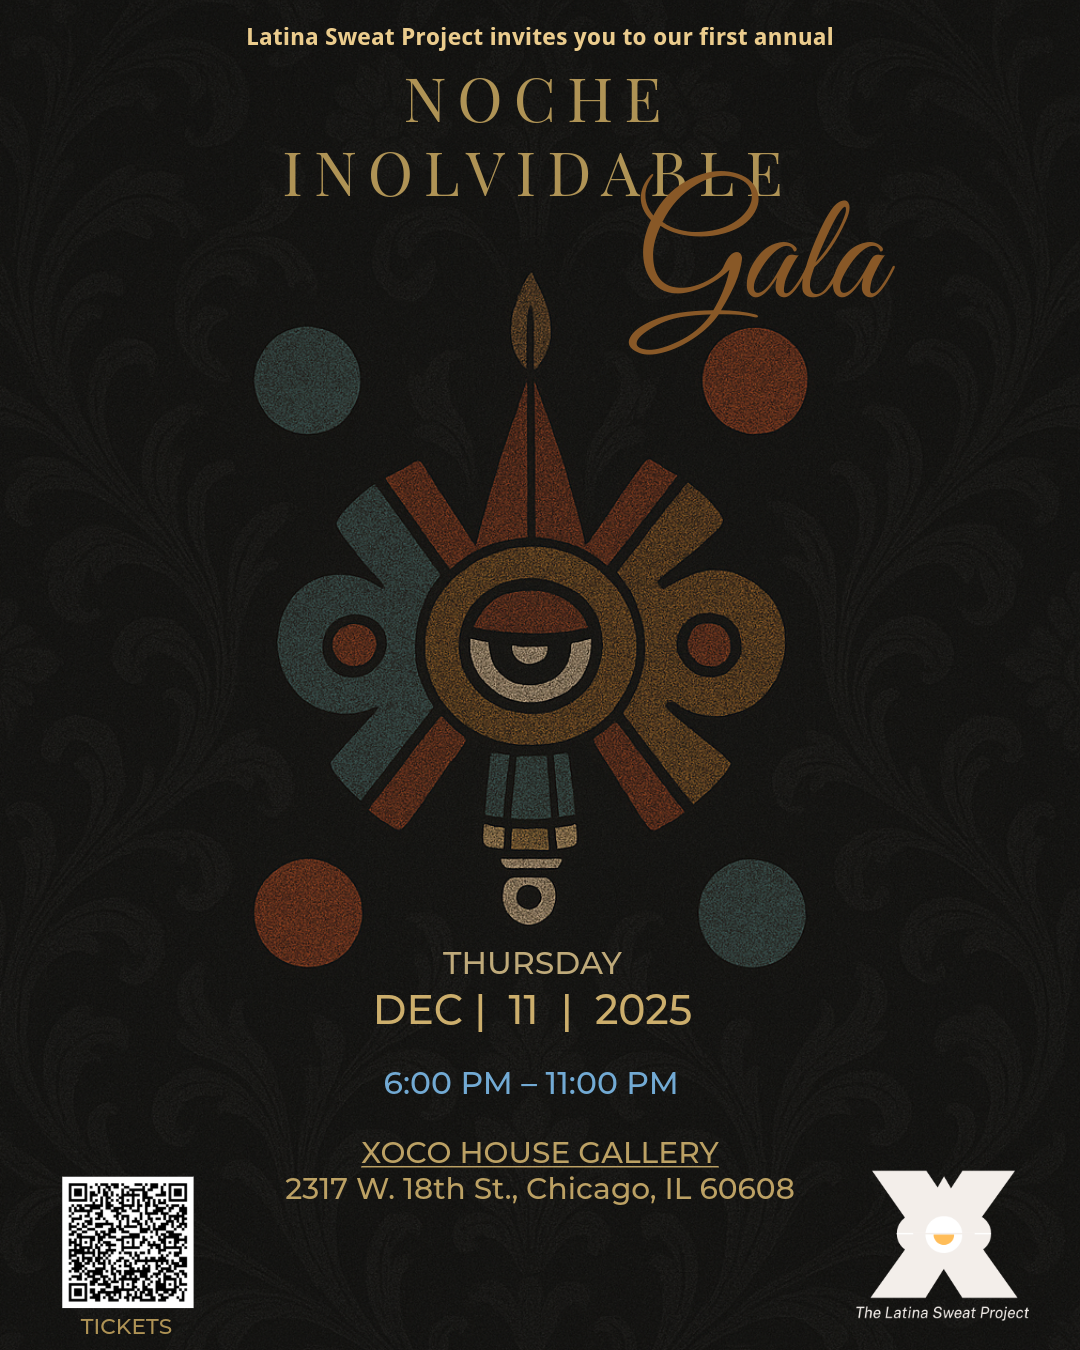 Latina Sweat Project invites you to our first annual
NOCHE
INOLVIDABLE
Gala
THURSDAY
DEC | 11 | 2025
6:00 PM – 11:00 PM
XOCO HOUSE GALLERY
2317 W. 18th St., Chicago, IL 60608
TICKETS
The Latina Sweat Project